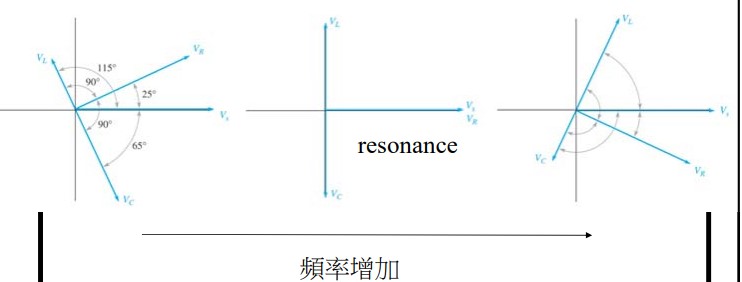 V_L
115°
V_R
90°
25°
V_s
90°
65°
V_C
V_L
V_s
V_R
resonance
V_C
V_L
V_s
V_C
V_R
頻率增加